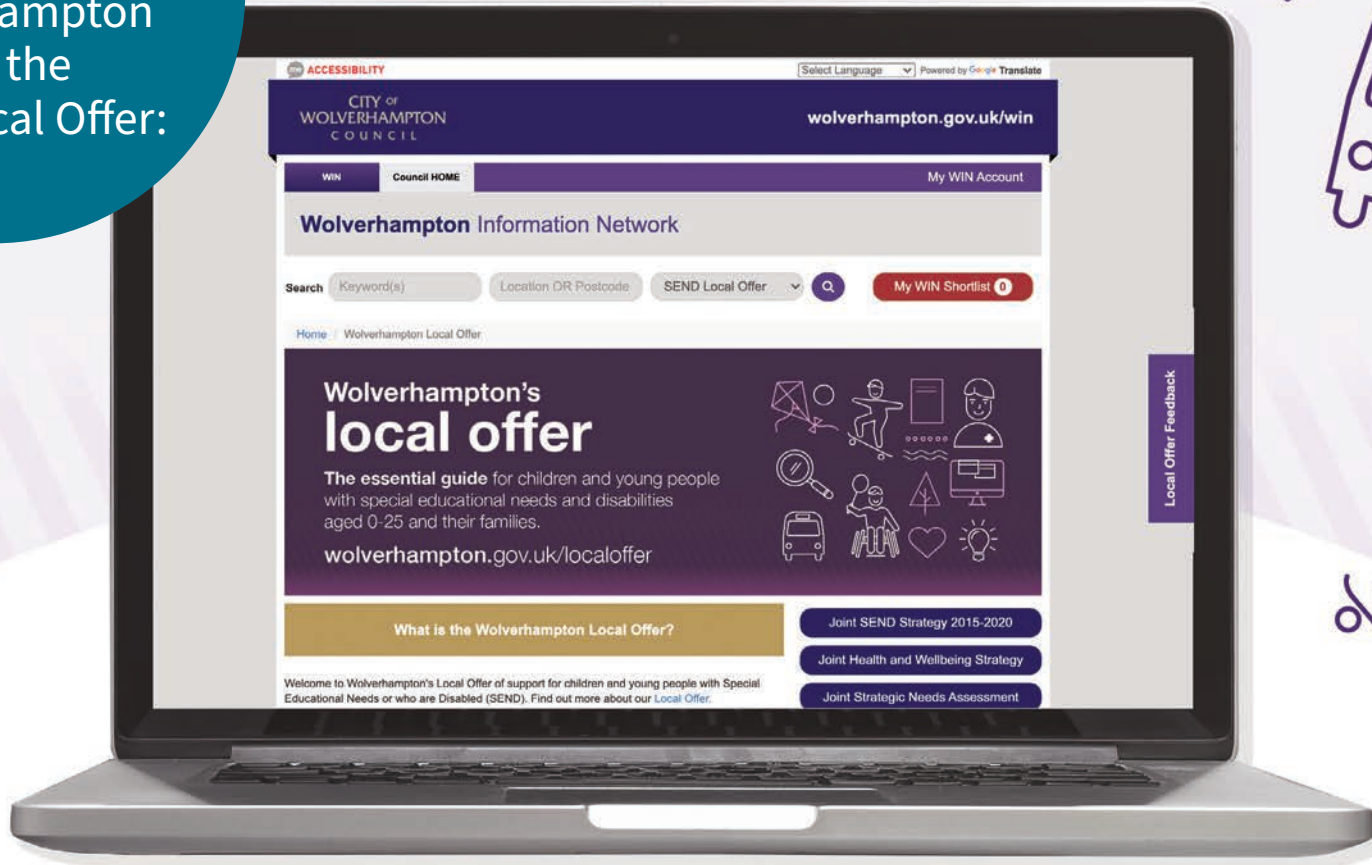 ampton
the
cal Offer:
ACCESSIBILITY
Select Language
Powered by Google Translate
CITY OF
WOLVERHAMPTON
COUNCIL
wolverhampton.gov.uk/win
WIN
Council HOME
My WIN Account
Wolverhampton Information Network
Search
Keyword(s)
Location OR Postcode
SEND Local Offer
My WIN Shortlist 0
Home / Wolverhampton Local Offer
Wolverhampton's
local offer
The essential guide for children and young people
with special educational needs and disabilities
aged 0-25 and their families.
wolverhampton.gov.uk/localoffer
Local Offer Feedback
What is the Wolverhampton Local Offer?
Welcome to Wolverhampton's Local Offer of support for children and young people with Special
Educational Needs or who are Disabled (SEND). Find out more about our Local Offer.
Joint SEND Strategy 2015-2020
Joint Health and Wellbeing Strategy
Joint Strategic Needs Assessment